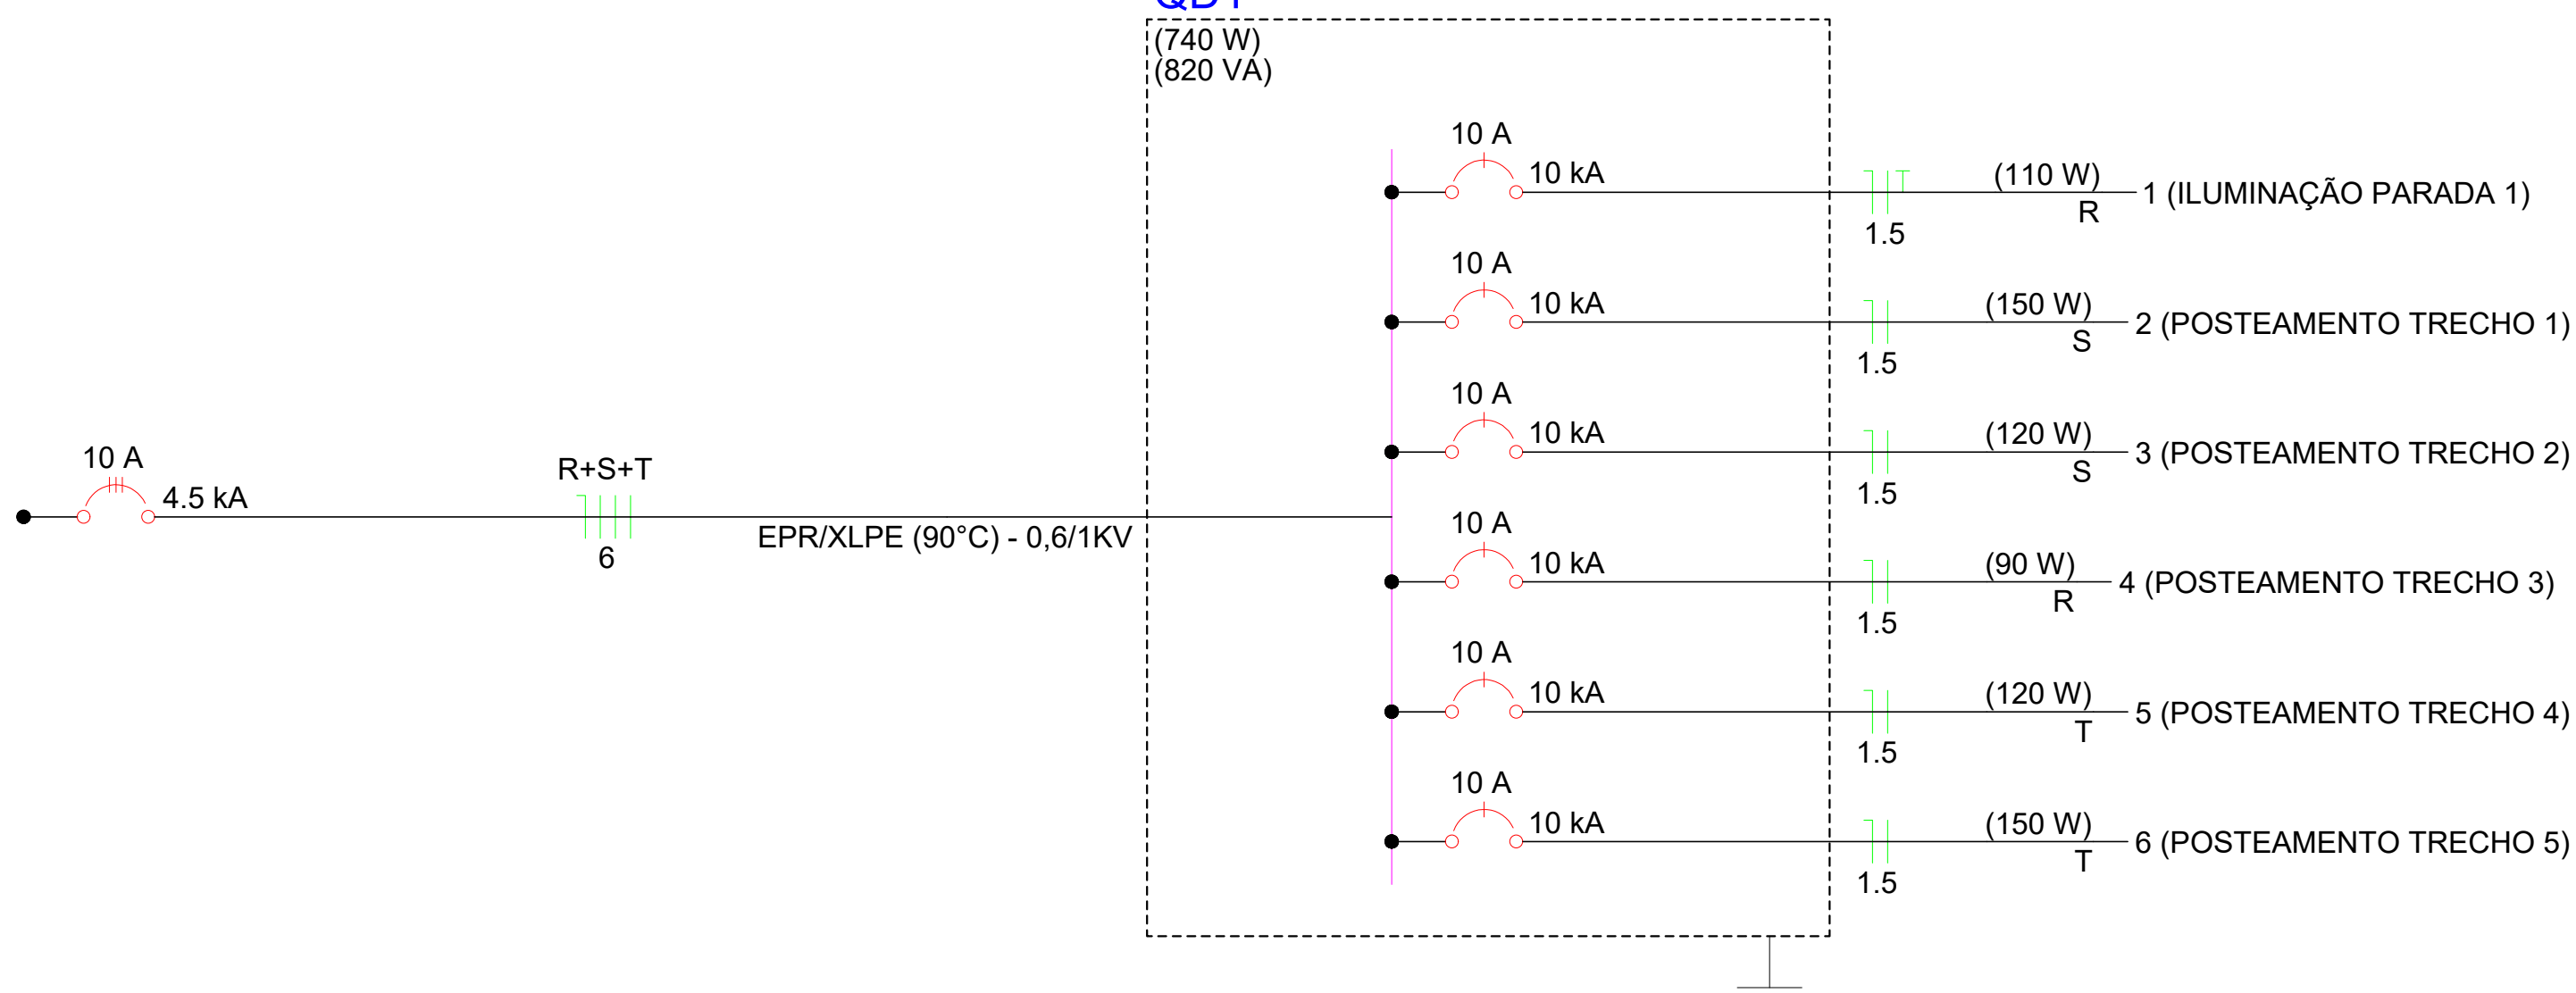 (740 W)
(820 VA)
10 A
10 kA
(110 W)
R
1.5
1 (ILUMINAÇÃO PARADA 1)
10 A
10 kA
(150 W)
S
1.5
2 (POSTEAMENTO TRECHO 1)
10 A
10 kA
(120 W)
S
1.5
3 (POSTEAMENTO TRECHO 2)
10 A
4.5 kA
R+S+T
6
EPR/XLPE (90°C) - 0,6/1KV
10 A
10 kA
(90 W)
R
1.5
4 (POSTEAMENTO TRECHO 3)
10 A
10 kA
(120 W)
T
1.5
5 (POSTEAMENTO TRECHO 4)
10 A
10 kA
(150 W)
T
1.5
6 (POSTEAMENTO TRECHO 5)